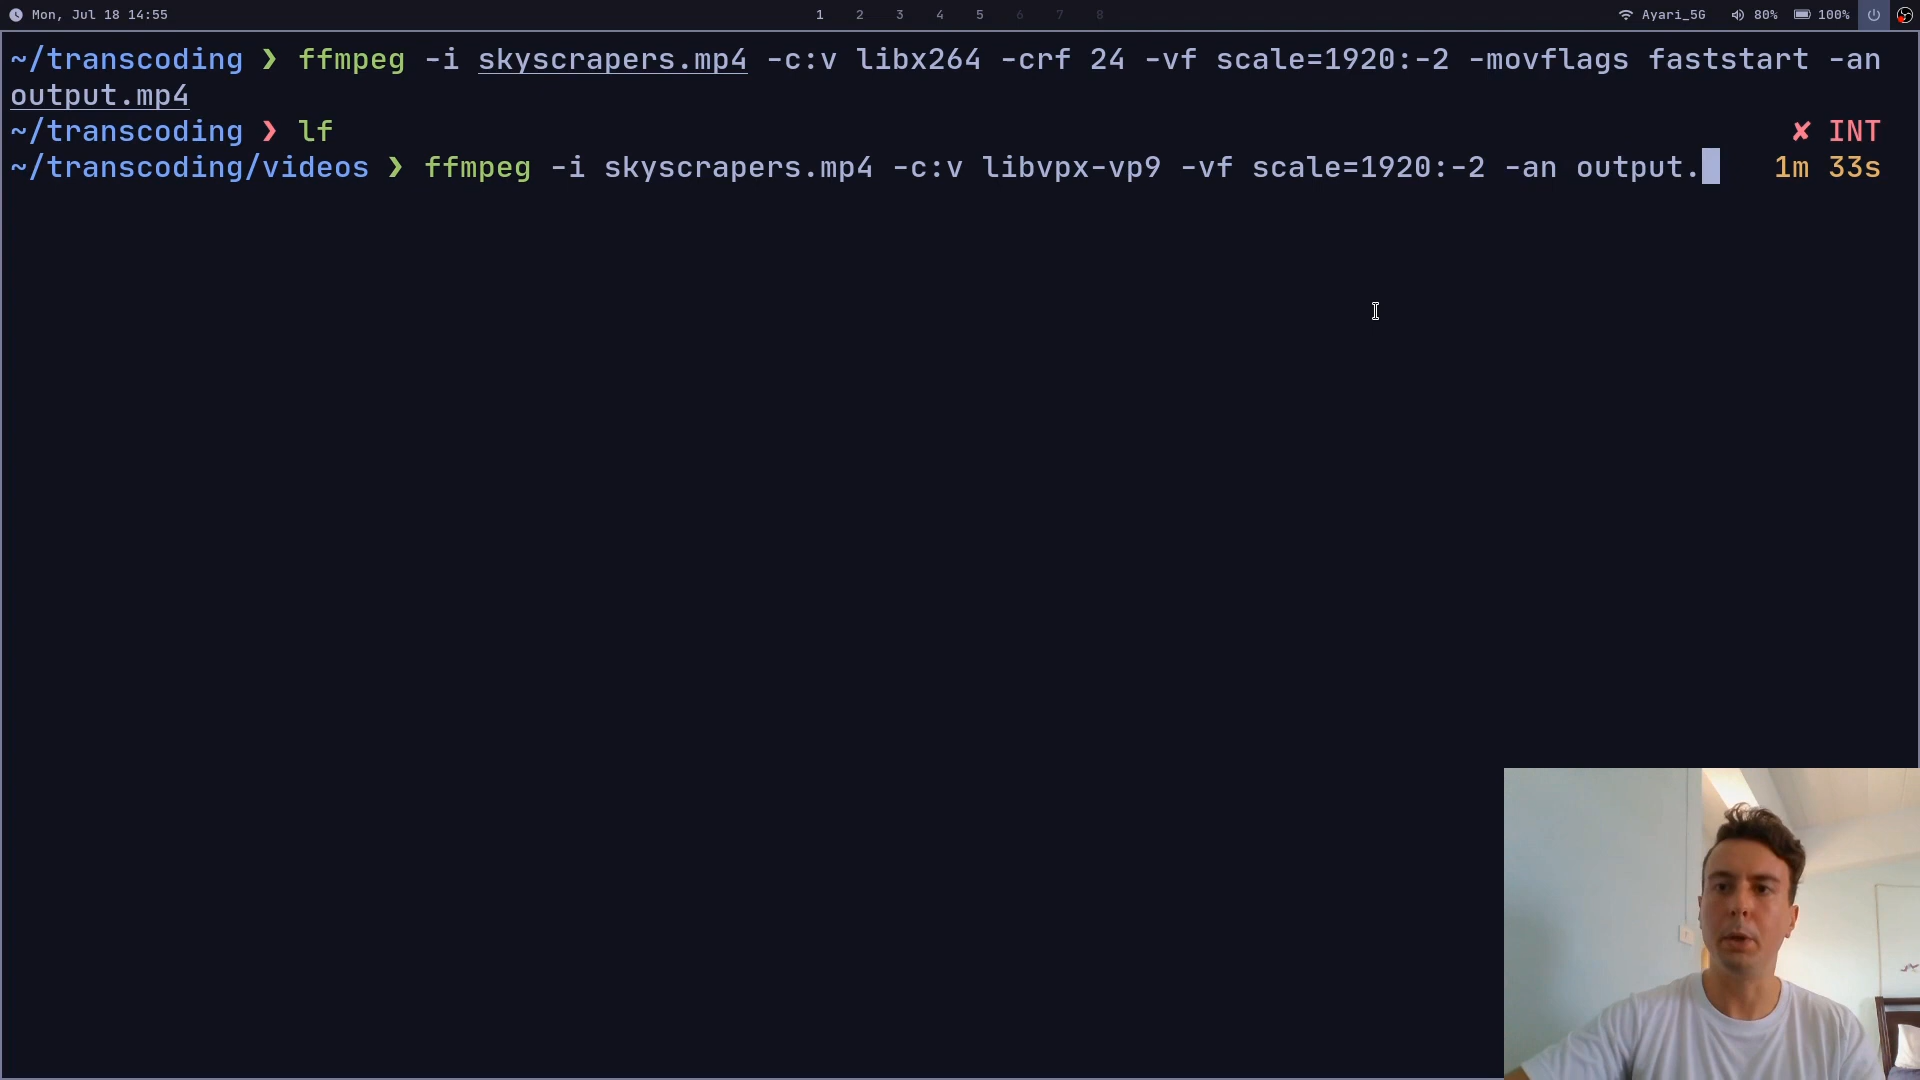 Mon, Jul 18 14:55 1 2 3 4 5 6 7 8 Ayari_5G 80% 100%
~/transcoding ❯ ffmpeg -i skyscrapers.mp4 -c:v libx264 -crf 24 -vf scale=1920:-2 -movflags faststart -an
output.mp4
~/transcoding ❯ lf ✘ INT
~/transcoding/videos ❯ ffmpeg -i skyscrapers.mp4 -c:v libvpx-vp9 -vf scale=1920:-2 -an output. 1m 33s